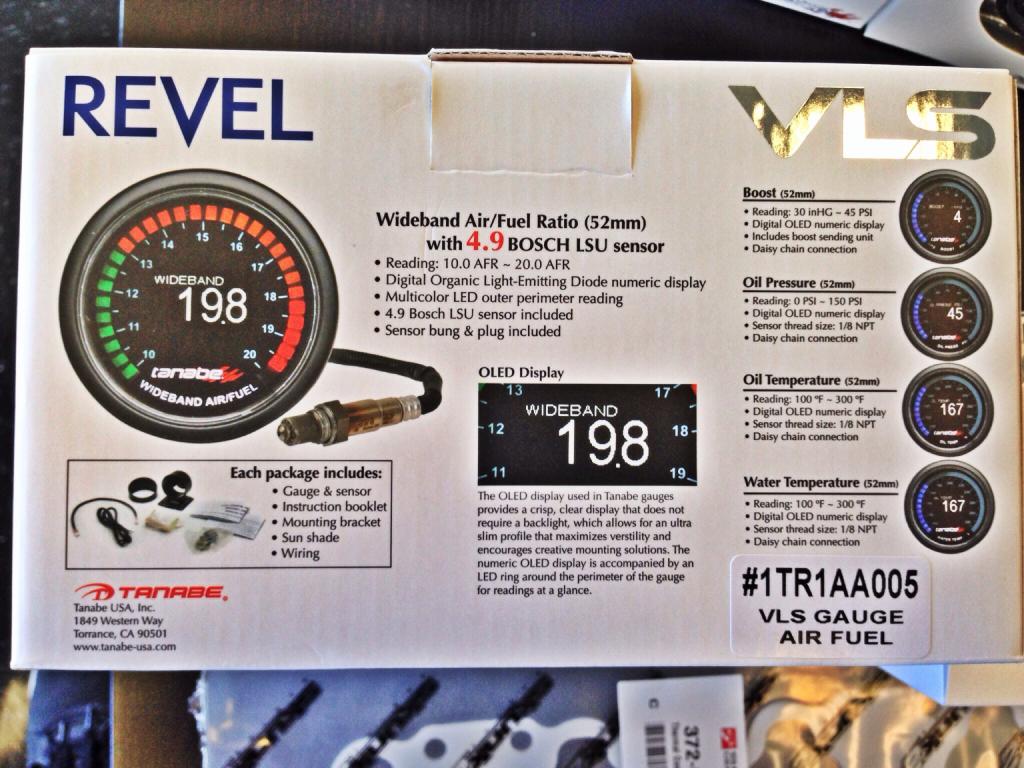 REVEL
VLS
14
15
16
13
17
WIDEBAND
12
19.8
18
11
19
10
20
tanabe
WIDEBAND AIR/FUEL
Wideband Air/Fuel Ratio (52mm)
with 4.9 BOSCH LSU sensor
• Reading: 10.0 AFR ~ 20.0 AFR
• Digital Organic Light-Emitting Diode numeric display
• Multicolor LED outer perimeter reading
• 4.9 Bosch LSU sensor included
• Sensor bung & plug included
OLED Display
13
17
WIDEBAND
12
19.8
18
11
19
The OLED display used in Tanabe gauges
provides a crisp, clear display that does not
require a backlight, which allows for an ultra
slim profile that maximizes verstility and
encourages creative mounting solutions. The
numeric OLED display is accompanied by an
LED ring around the perimeter of the gauge
for readings at a glance.
Each package includes:
• Gauge & sensor
• Instruction booklet
• Mounting bracket
• Sun shade
• Wiring
TANABE
Tanabe USA, Inc.
1849 Western Way
Torrance, CA 90501
www.tanabe-usa.com
Boost (52mm)
• Reading: 30 inHG ~ 45 PSI
• Digital OLED numeric display
• Includes boost sending unit
• Daisy chain connection
BOOST
4
tanabe
BOOST
Oil Pressure (52mm)
• Reading: 0 PSI ~ 150 PSI
• Digital OLED numeric display
• Sensor thread size: 1/8 NPT
• Daisy chain connection
45
tanabe
Oil Temperature (52mm)
• Reading: 100 °F ~ 300 °F
• Digital OLED numeric display
• Sensor thread size: 1/8 NPT
• Daisy chain connection
167
tanabe
OIL TEMP
Water Temperature (52mm)
• Reading: 100 °F ~ 300 °F
• Digital OLED numeric display
• Sensor thread size: 1/8 NPT
• Daisy chain connection
167
tanabe
WATER TEMP
#1TR1AA005
VLS GAUGE
AIR FUEL
C
372-